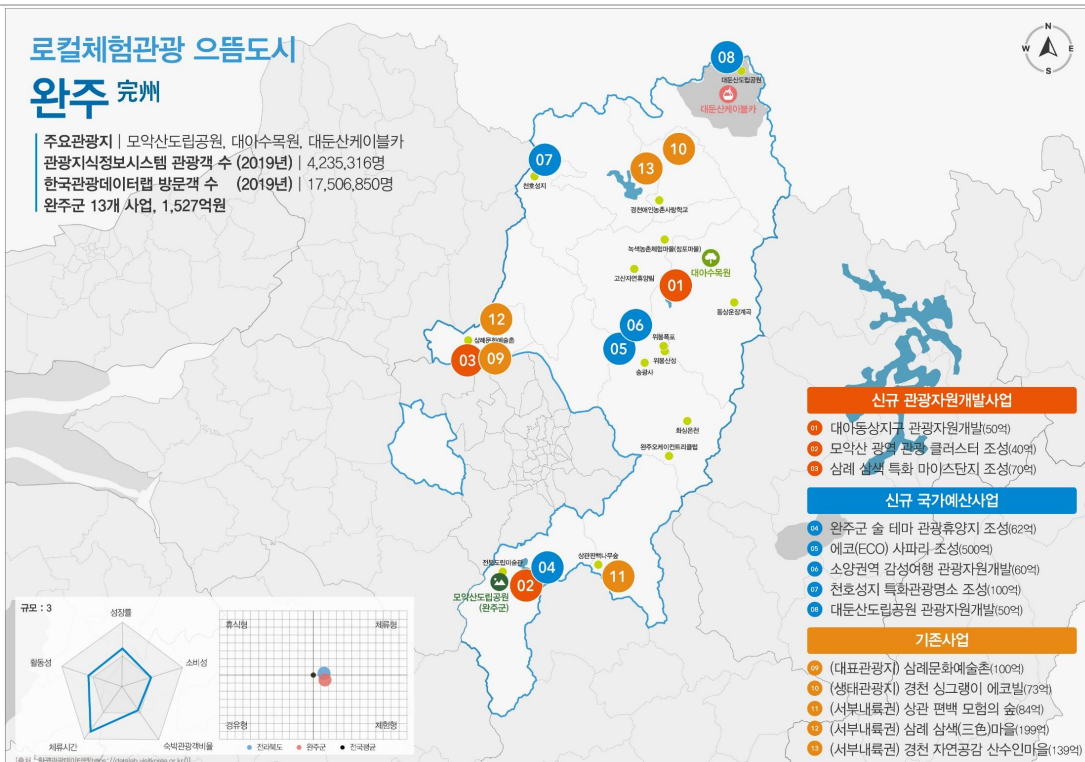 로컬체험관광 으뜸도시
완주 完州
주요관광지 | 모악산도립공원, 대아수목원, 대둔산케이블카
관광지식정보시스템 관광객 수 (2019년) | 4,235,316명
한국관광데이터랩 방문객 수 (2019년) | 17,506,850명
완주군 13개 사업, 1,527억원
N
W E
S
08
대둔산도립공원
대둔산케이블카
10
07
13
천호성지
경천애인농촌사랑학교
녹색농촌체험마을(창포마을)
대아수목원
고산자연휴양림
01
동상운장계곡
12
06
삼례문화예술촌
위봉폭포
05
위봉산성
03
09
송광사
화심온천
완주오케이컨트리클럽
전북도립미술관
04
상관편백나무숲
02
11
모악산도립공원
(완주군)
신규 관광자원개발사업
01 대아동상지구 관광자원개발(50억)
02 모악산 광역 관광 클러스터 조성(40억)
03 삼례 삼색 특화 마이스단지 조성(70억)
신규 국가예산사업
04 완주군 술 테마 관광휴양지 조성(62억)
05 에코(ECO) 사파리 조성(500억)
06 소양권역 감성여행 관광자원개발(60억)
07 천호성지 특화관광명소 조성(100억)
08 대둔산도립공원 관광자원개발(50억)
기존사업
09 (대표관광지) 삼례문화예술촌(100억)
10 (생태관광지) 경천 싱그랭이 에코빌(73억)
11 (서부내륙권) 상관 편백 모험의 숲(84억)
12 (서부내륙권) 삼례 삼색(三色)마을(199억)
13 (서부내륙권) 경천 자연공감 산수인마을(139억)
규모 : 3
성장률
활동성
소비성
체류시간
숙박관광객비율
휴식형
체류형
경유형
체험형
전라북도
완주군
전국평균